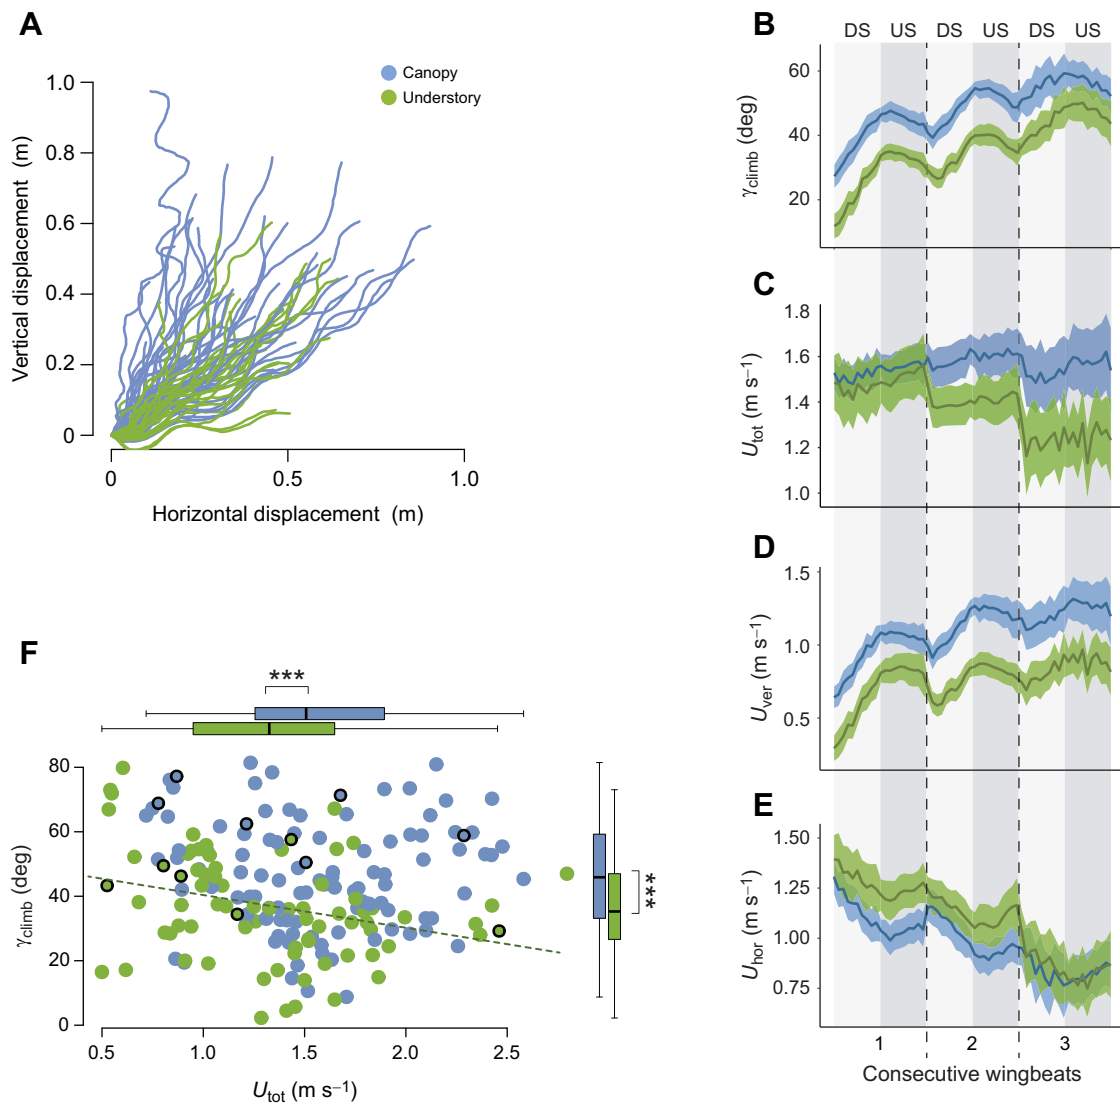 A
Canopy
Understory
1.0
0.8
0.6
0.4
0.2
0
Vertical displacement (m)
0 0.5 1.0
Horizontal displacement (m)
B
DS US DS US DS US
60
40
20
γclimb (deg)
C
1.8
1.6
1.4
1.2
1.0
Utot (m s−1)
D
1.5
1.0
0.5
Uver (m s−1)
E
1.50
1.25
1.00
0.75
Uhor (m s−1)
1 2 3
Consecutive wingbeats
F
***
***
80
60
40
20
0
γclimb (deg)
0.5 1.0 1.5 2.0 2.5
Utot (m s−1)